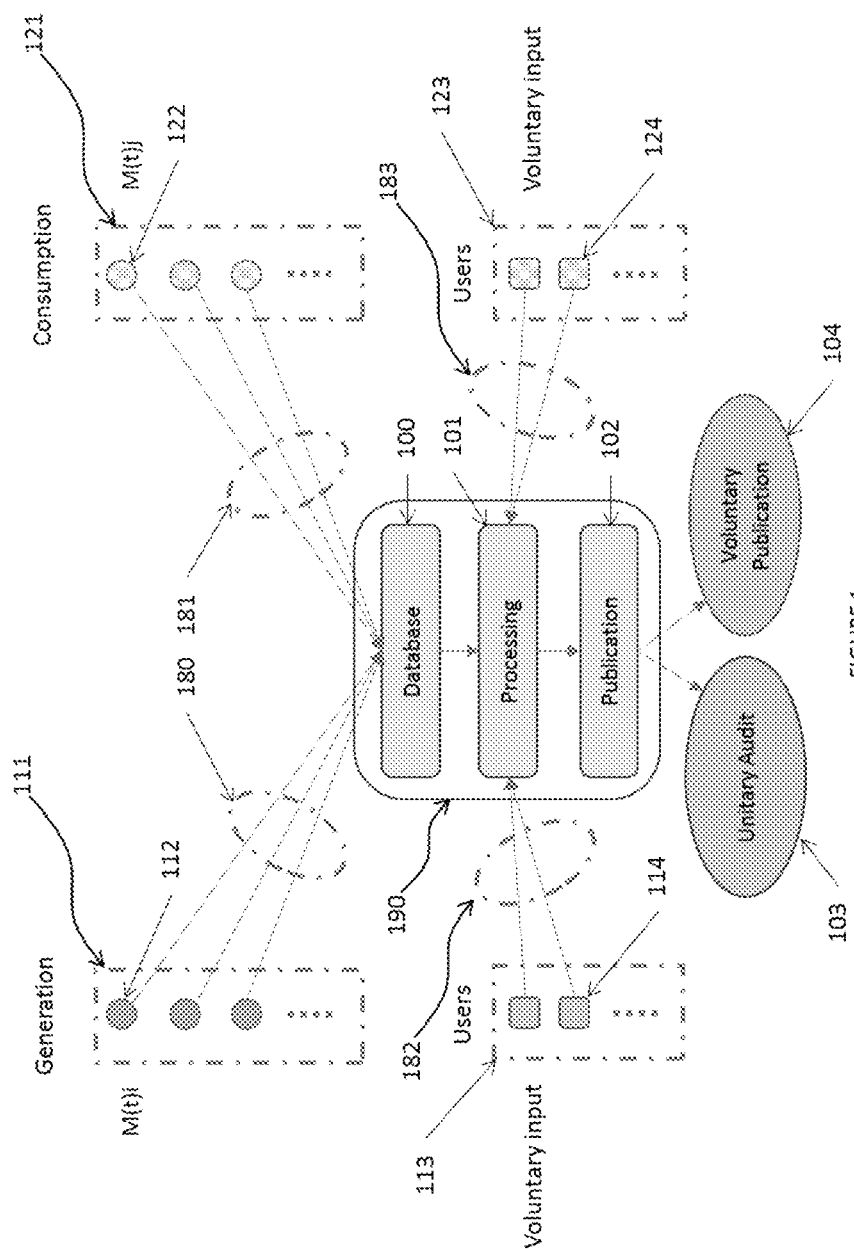 111
121
Generation
Consumption
M(t)i
112
M(t)j
122
180
181
Users
182
113
114
Voluntary input
Users
183
123
124
Voluntary input
190
Database
100
Processing
101
Publication
102
Unitary Audit
103
Voluntary
Publication
104